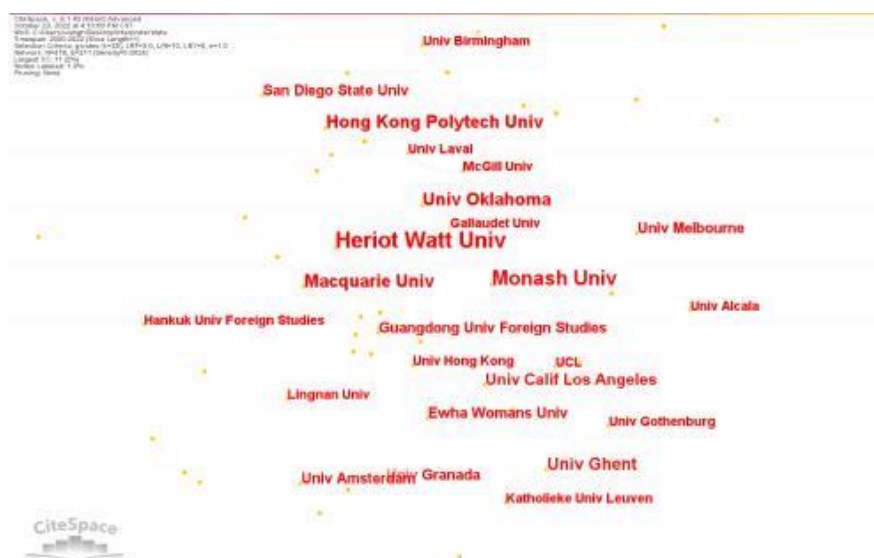 Univ Birmingham
San Diego State Univ
Hong Kong Polytech Univ
Univ Laval
McGill Univ
Univ Oklahoma
Gallaudet Univ
Univ Melbourne
Heriot Watt Univ
Macquarie Univ
Monash Univ
Univ Alcala
Hankuk Univ Foreign Studies
Guangdong Univ Foreign Studies
Univ Hong Kong
UCL
Univ Calif Los Angeles
Lingnan Univ
Ewha Womans Univ
Univ Gothenburg
Univ Ghent
Univ Amsterdam
Univ Granada
Katholieke Univ Leuven
CiteSpace